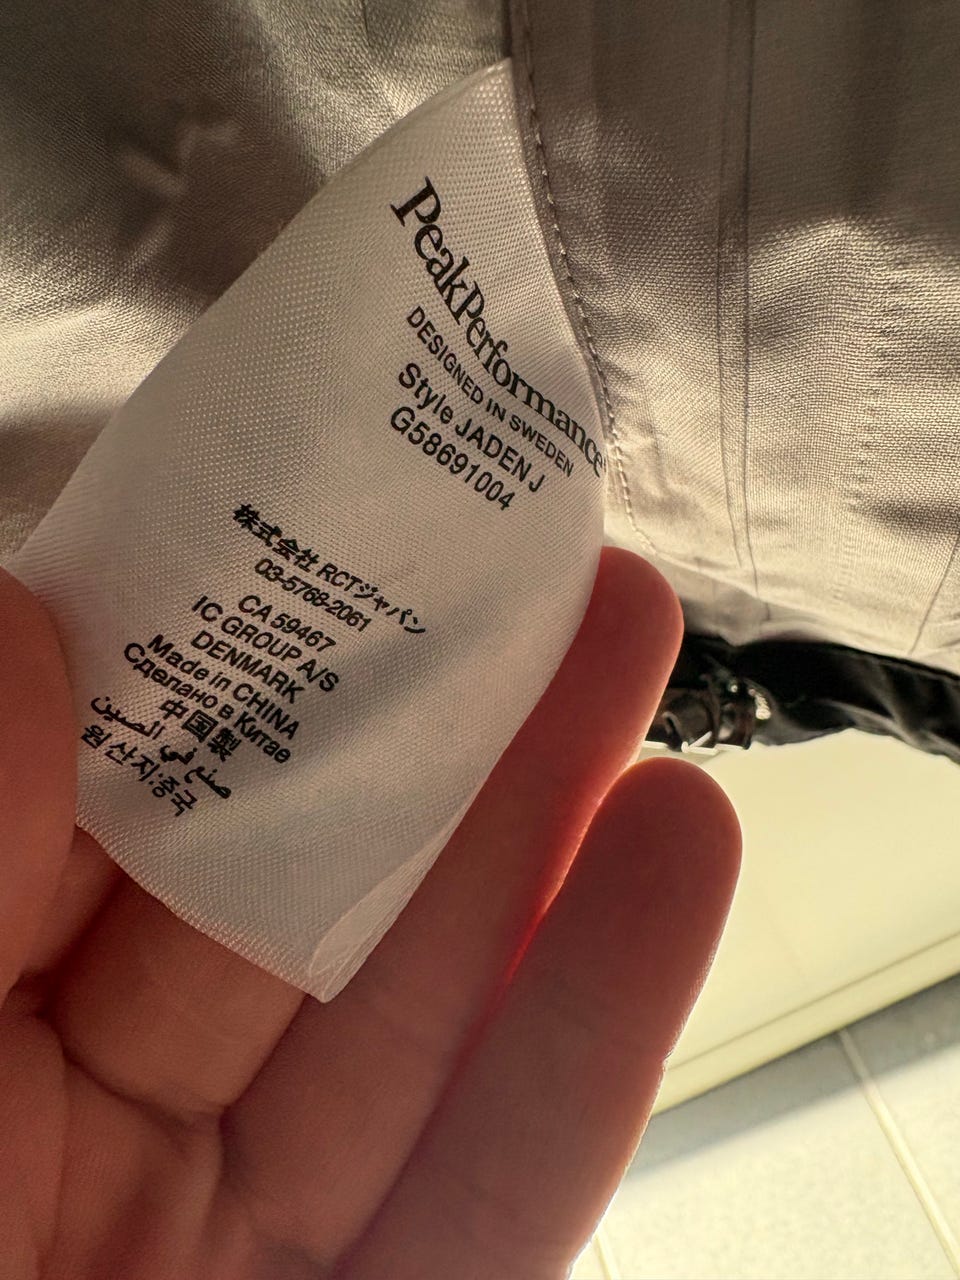 PeakPerformance
DESIGNED IN SWEDEN
Style JADEN J
G58691004
株式会社 RCTジャパン
03-5768-2061
CA 59467
IC GROUP A/S
DENMARK
Made in CHINA
Сделано в Китае
中国製
صنع في الصين
원산지:중국